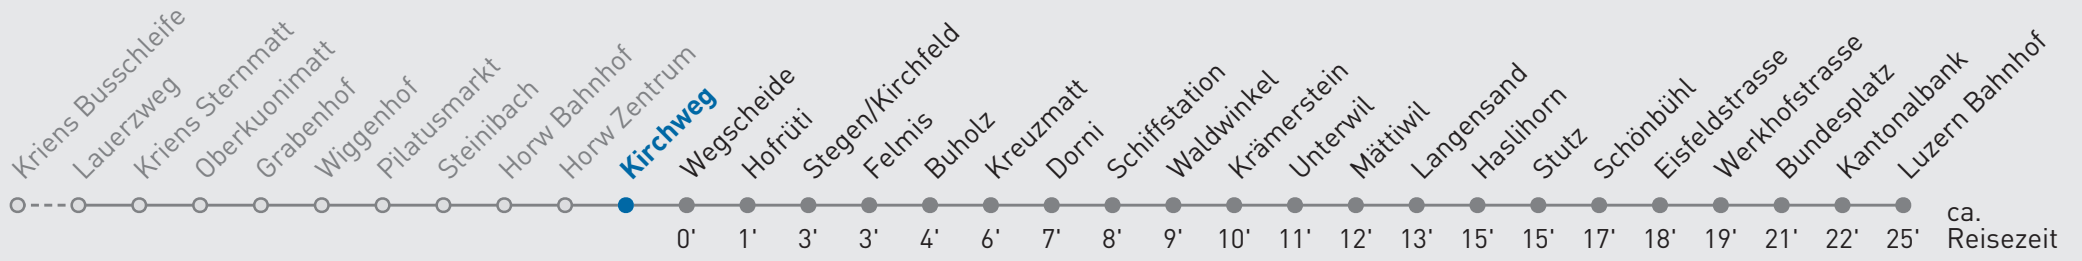 Kriens Busschleife
Lauerzweg
Kriens Sternmatt
Oberkuonimatt
Grabenhof
Wiggenhof
Pilatusmarkt
Steinibach
Horw Bahnhof
Horw Zentrum
Kirchweg
Wegscheide
Hofrüti
Stegen/Kirchfeld
Felmis
Buholz
Kreuzmatt
Dorni
Schiffstation
Waldwinkel
Krämerstein
Unterwil
Mättiwil
Langensand
Haslihorn
Stutz
Schönbühl
Eisfeldstrasse
Werkhofstrasse
Bundesplatz
Kantonalbank
Luzern Bahnhof
0' 1' 3' 3' 4' 6' 7' 8' 9' 10' 11' 12' 13' 15' 15' 17' 18' 19' 21' 22' 25'
ca.
Reisezeit